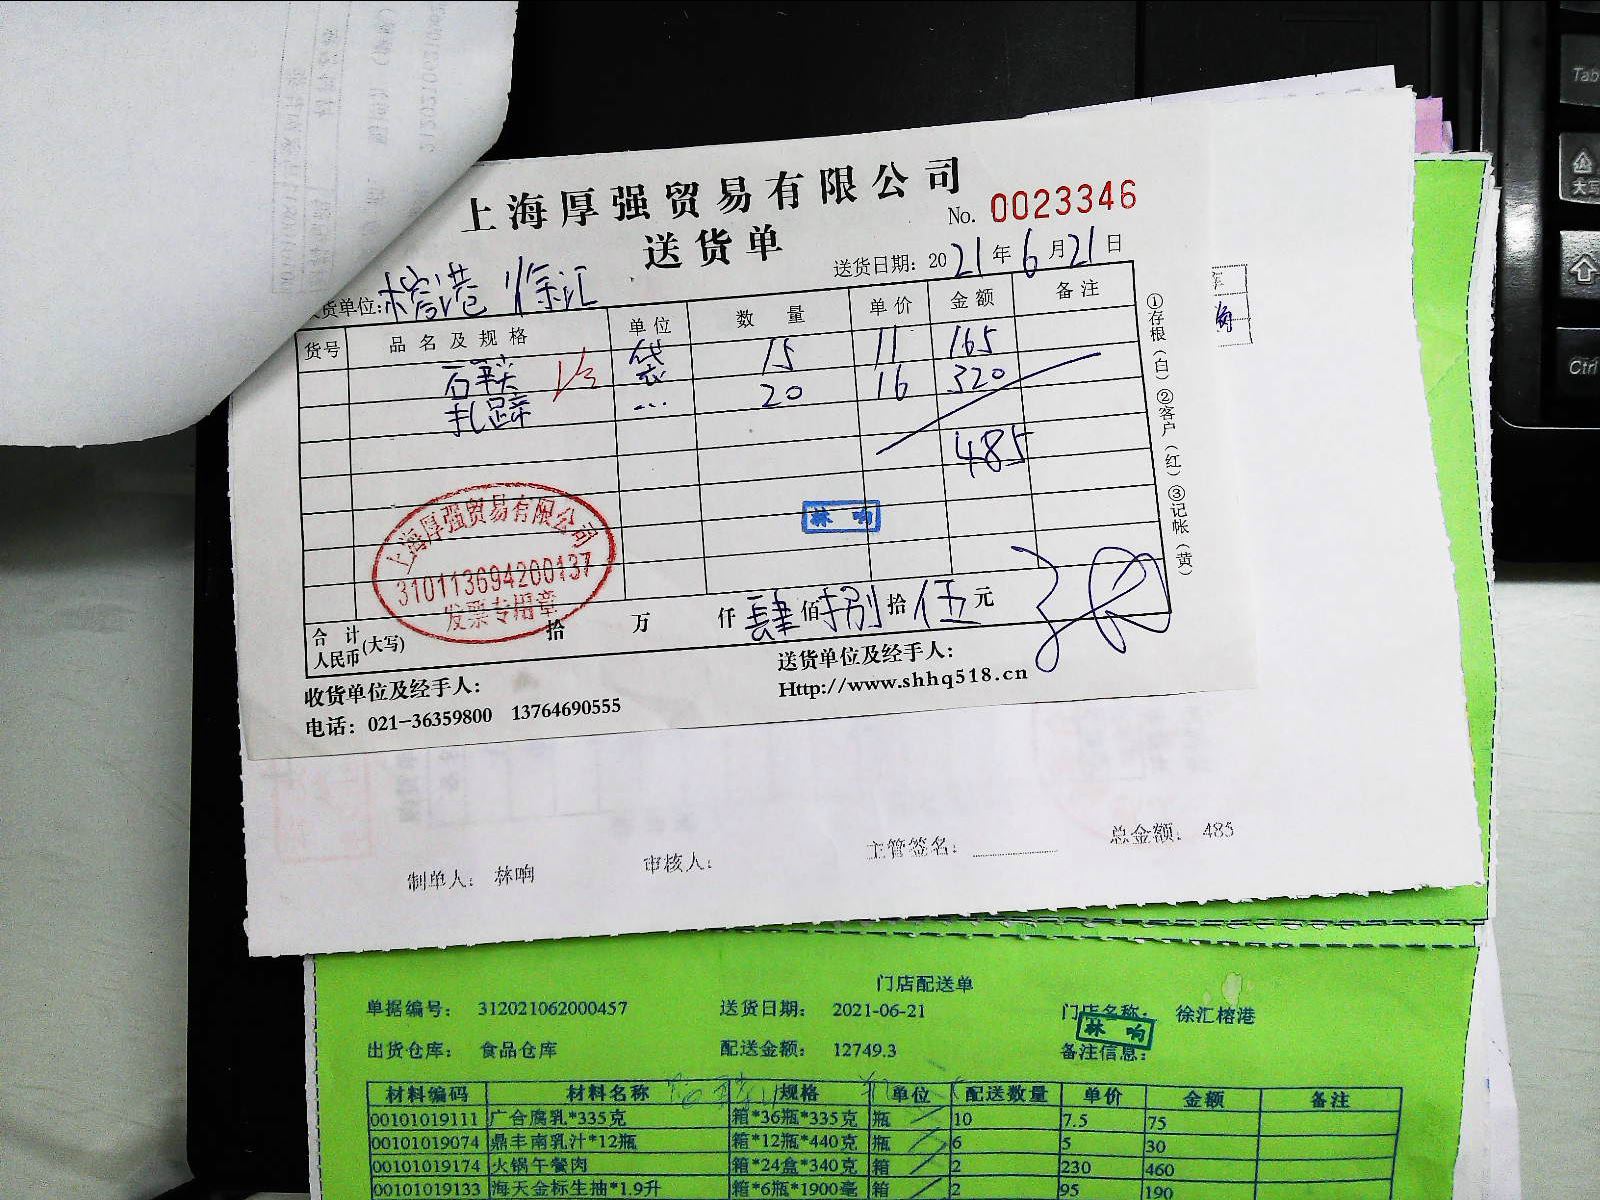 上海厚强贸易有限公司
送货单
No. 0023346
送货日期: 2021年6月21日
货单位: 榕港 徐汇
货号 品名及规格 单位 数量 单价 金额 备注
袋 15 11 165
扎蹄 ... 20 16 320
485
林响
上海厚强贸易有限公司
310113694200137
发票专用章
合计人民币(大写) 拾 万 仟 肆佰捌拾伍元
收货单位及经手人:
送货单位及经手人:
电话: 021-36359800 13764690555
Http://www.shhq518.cn
①存根(白)②客户(红)③记帐(黄)
制单人: 林响 审核人: 主管签名: 总金额: 485
门店配送单
单据编号: 312021062000457 送货日期: 2021-06-21 门店名称: 徐汇榕港
林响
出货仓库: 食品仓库 配送金额: 12749.3 备注信息:
材料编码 材料名称 规格 单位 配送数量 单价 金额 备注
00101019111 广合腐乳*335克 箱*36瓶*335克 瓶 10 7.5 75
00101019074 鼎丰南乳汁*12瓶 箱*12瓶*440克 瓶 6 5 30
00101019174 火锅午餐肉 箱*24盒*340克 箱 2 230 460
00101019133 海天金标生抽*1.9升 箱*6瓶*1900毫 箱 2 95 190
Tab
大写
Ctrl